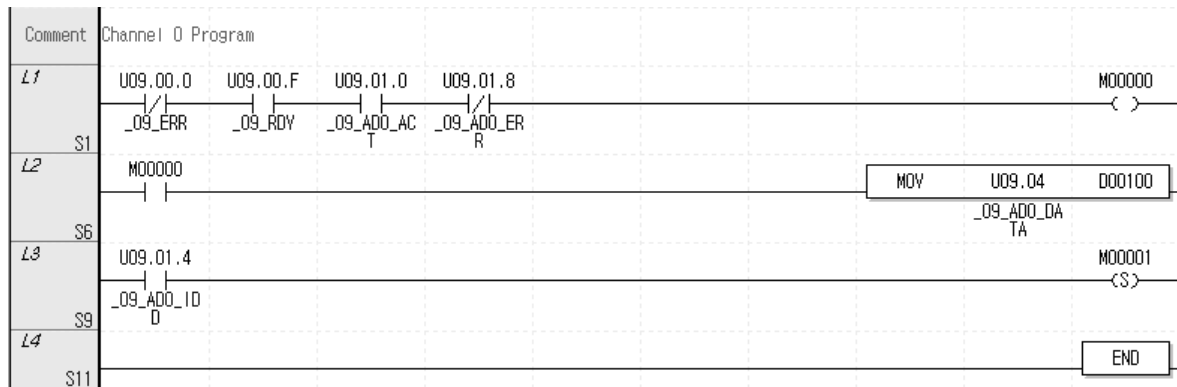 Comment Channel 0 Program
L1
U09.00.0 U09.00.F U09.01.0 U09.01.8 M00000
_09_ERR _09_RDY _09_AD0_AC _09_AD0_ER
T R
S1
L2
M00000
MOV U09.04 D00100
_09_AD0_DA
TA
S6
L3
U09.01.4 M00001
S
_09_AD0_ID
D
S9
L4
END
S11